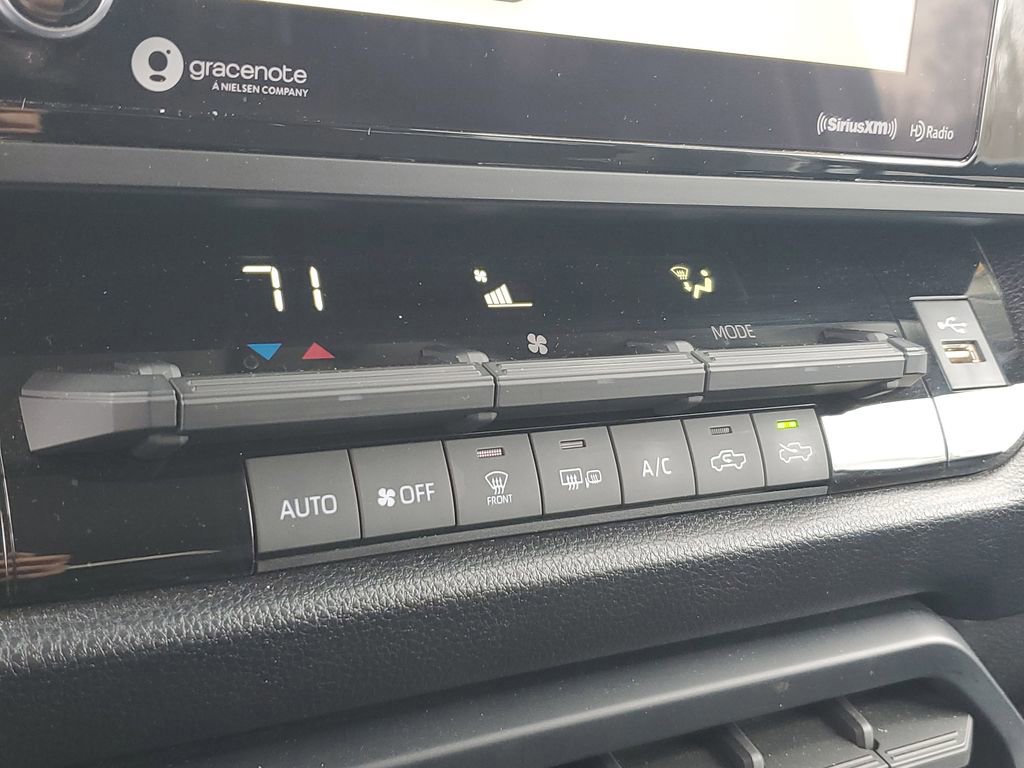 gracenote
A NIELSEN COMPANY
SiriusXM
HD Radio
71
MODE
AUTO
OFF
FRONT
A/C